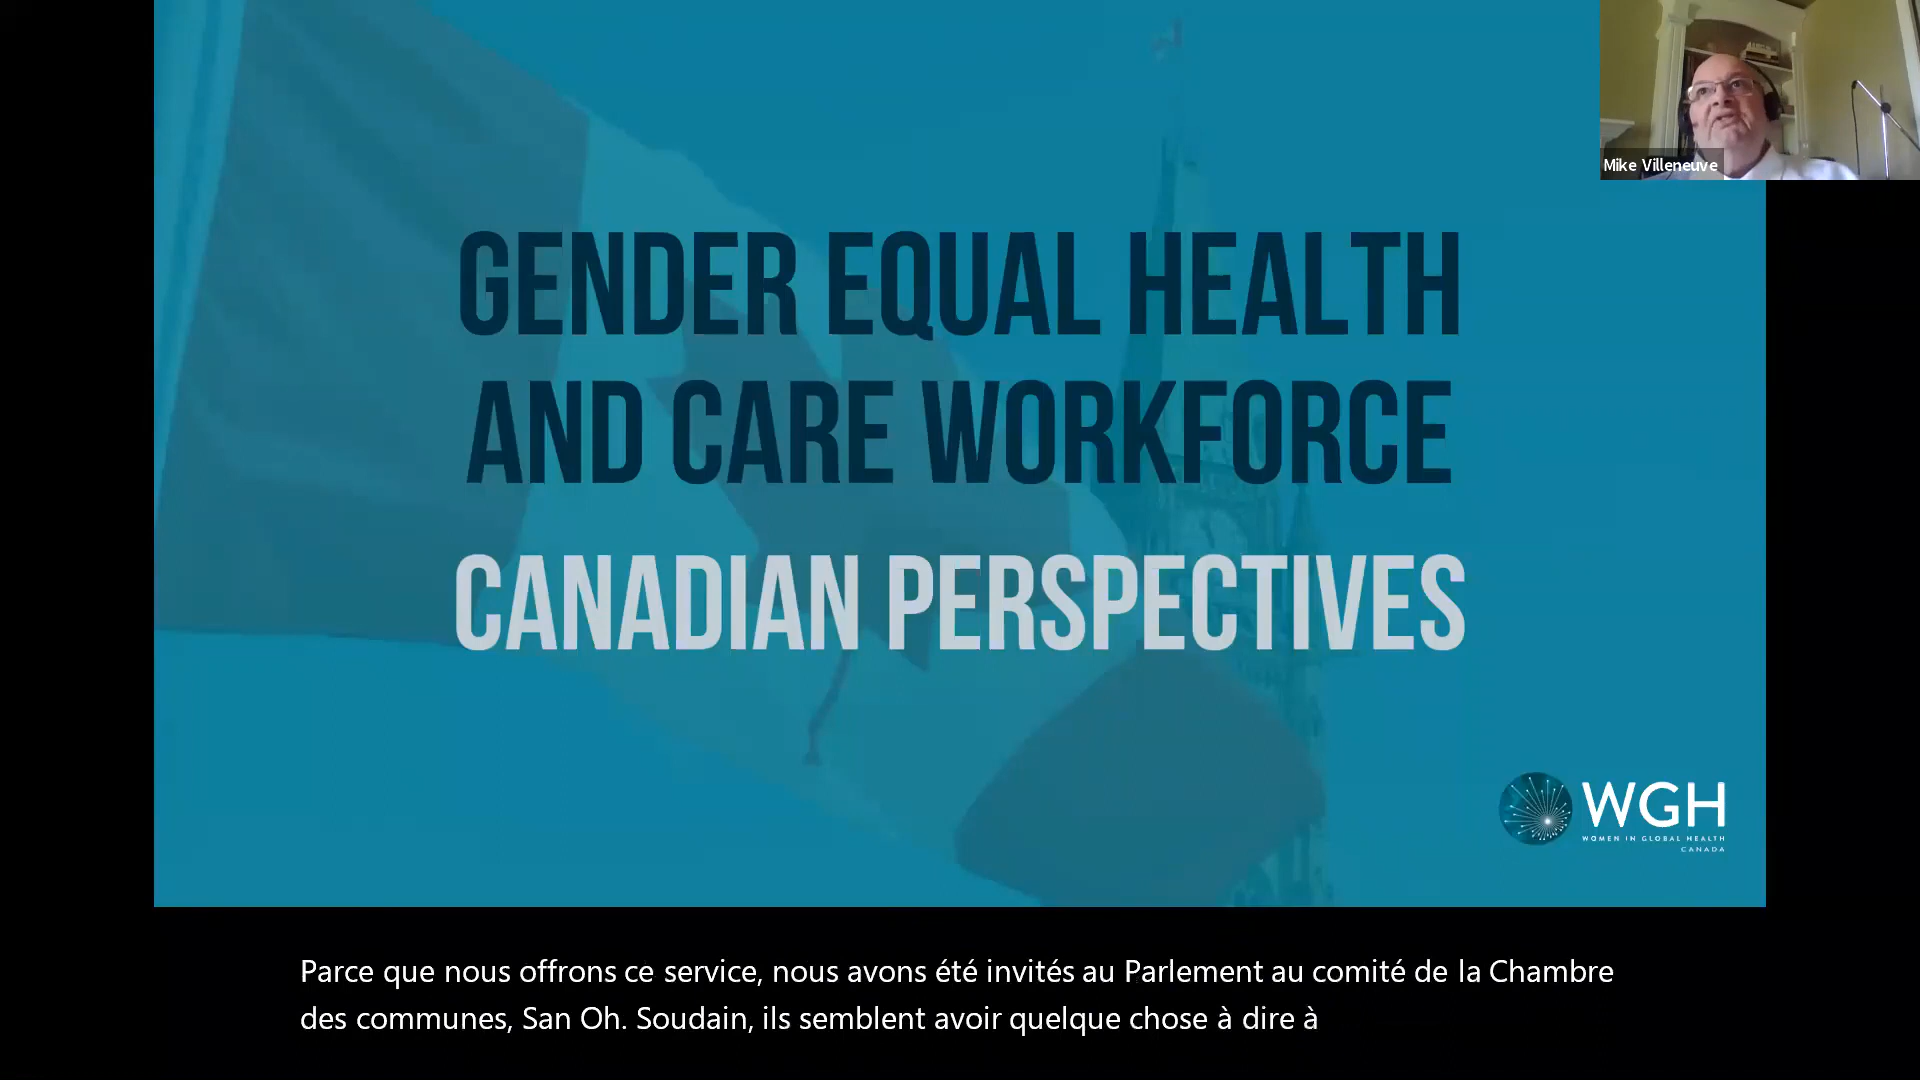 Mike Villeneuve
GENDER EQUAL HEALTH
AND CARE WORKFORCE
CANADIAN PERSPECTIVES
WGH
WOMEN IN GLOBAL HEALTH
CANADA
Parce que nous offrons ce service, nous avons été invités au Parlement au comité de la Chambre
des communes, San Oh. Soudain, ils semblent avoir quelque chose à dire à